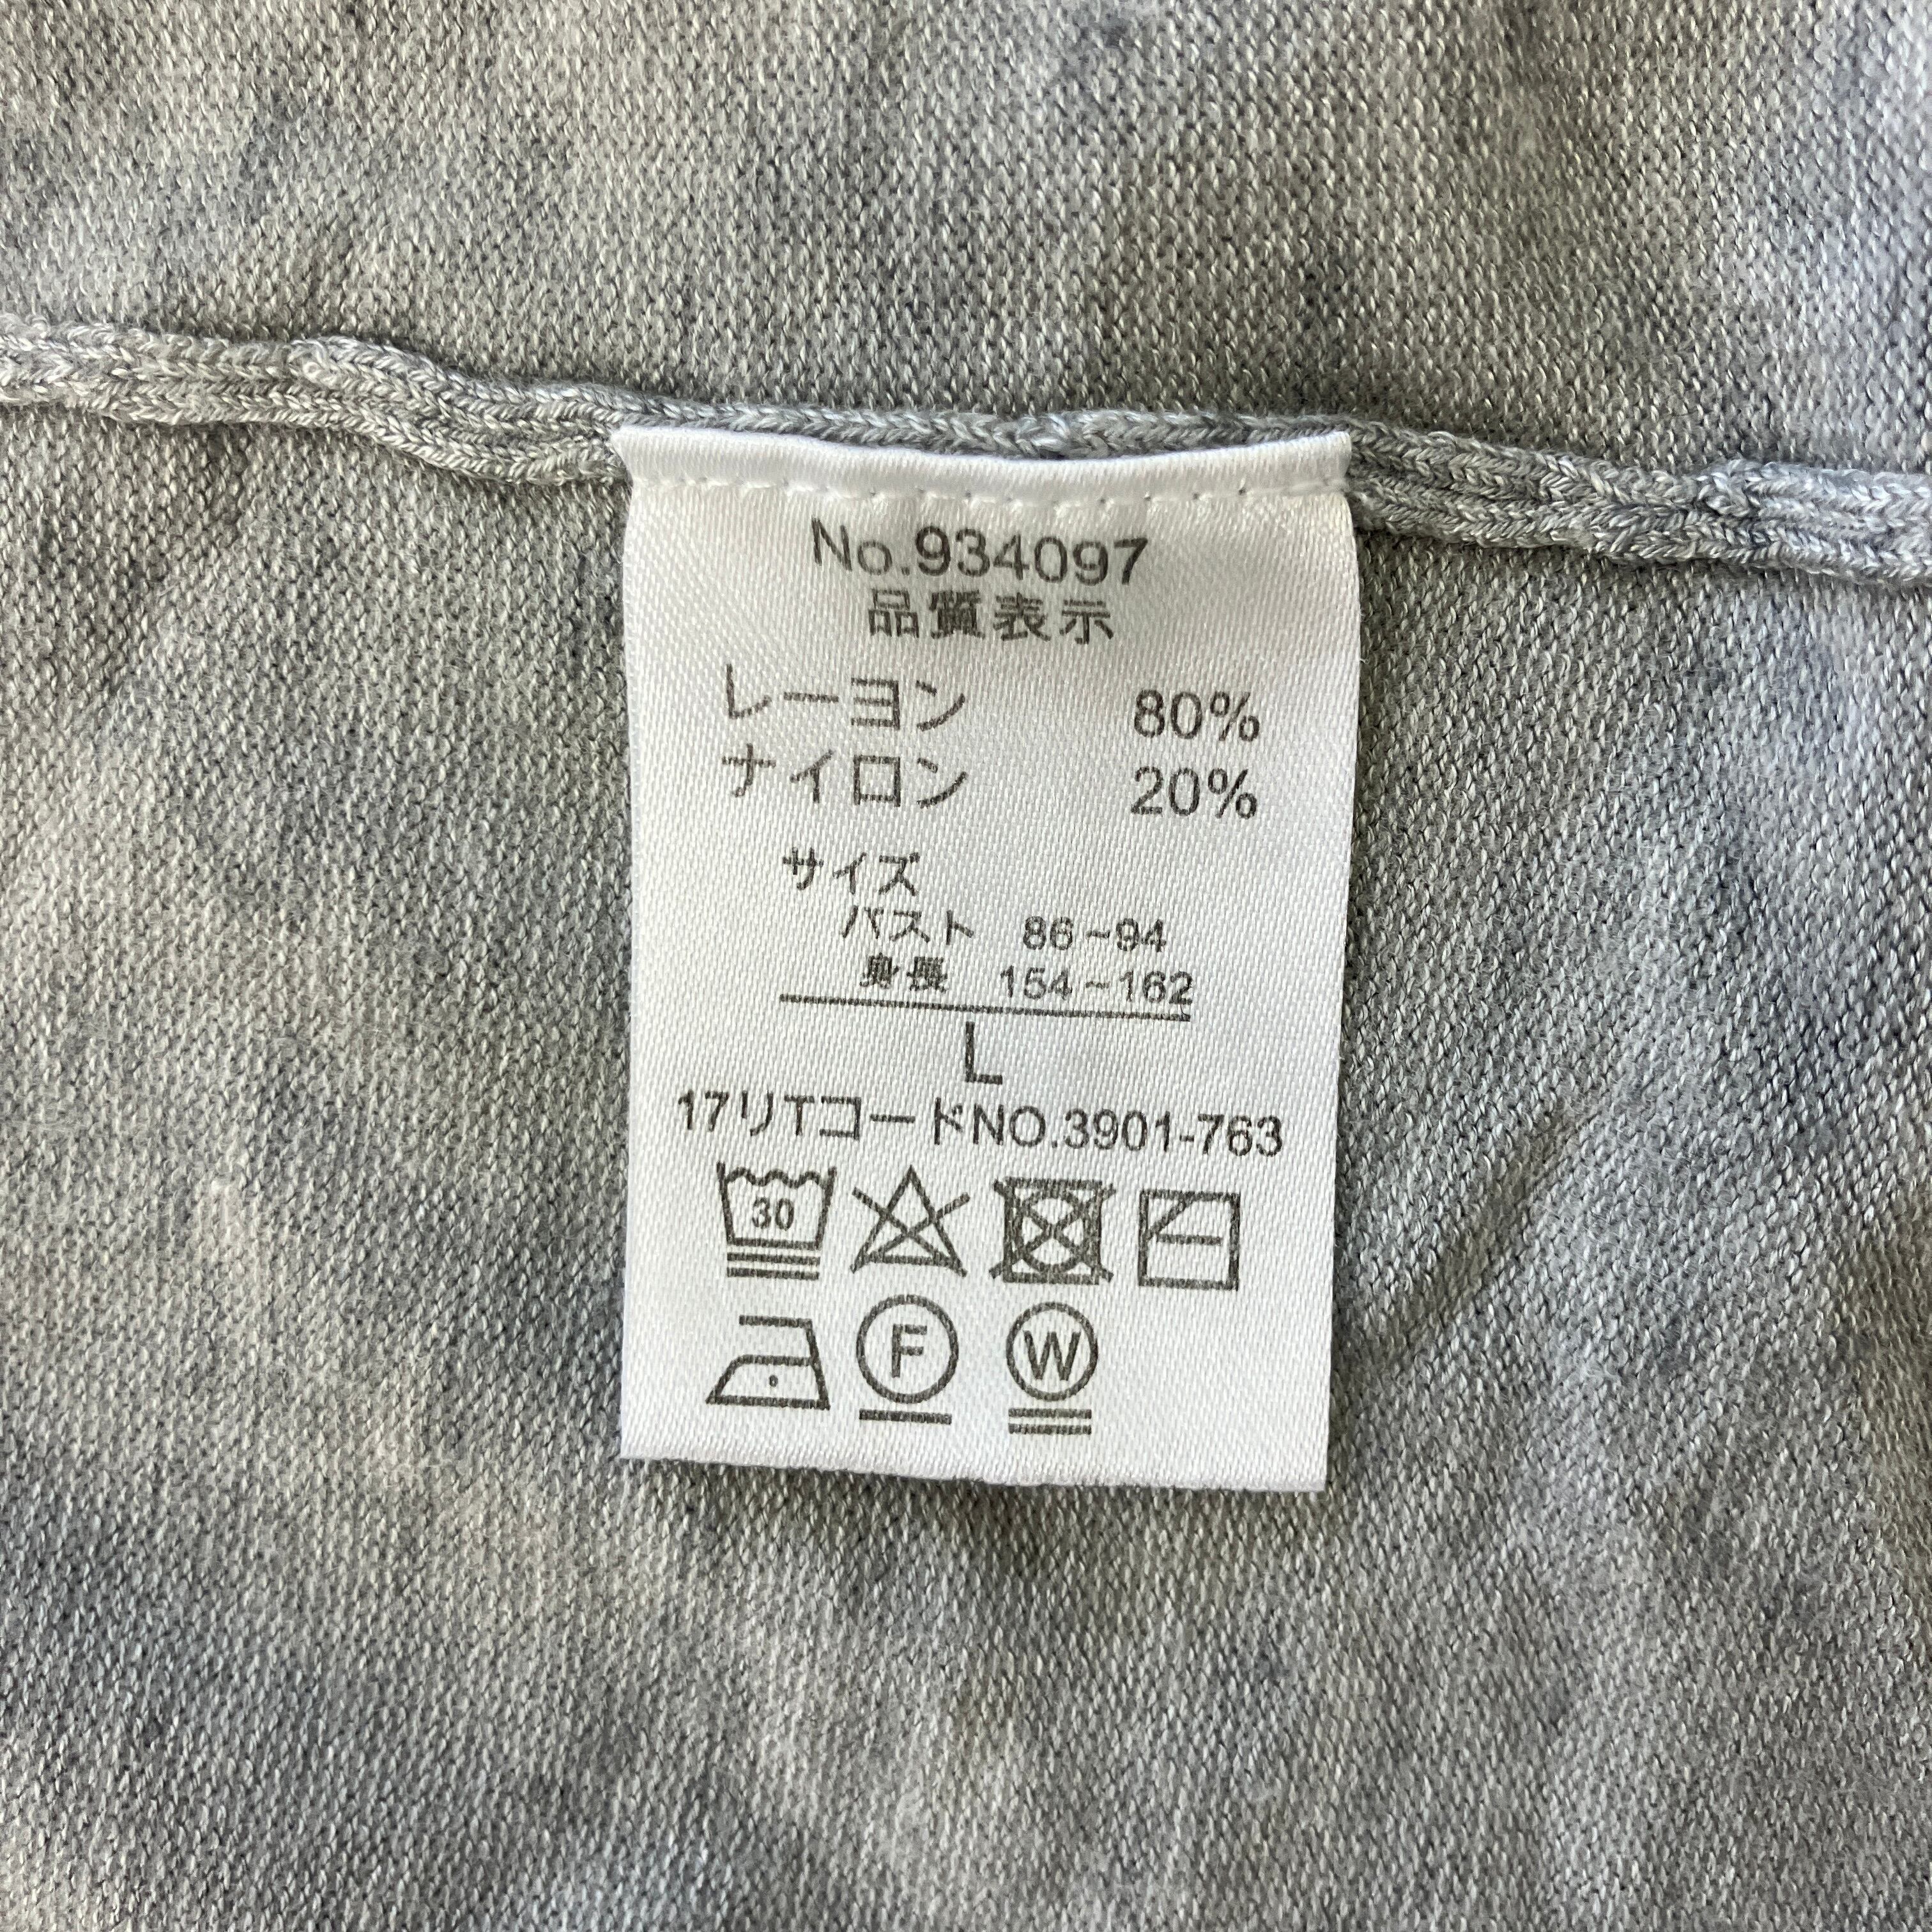 No.934097
品質表示
レーヨン 80%
ナイロン 20%
サイズ
バスト 86~94
身長 154~162
L
17リTコードNO.3901-763
30
F W